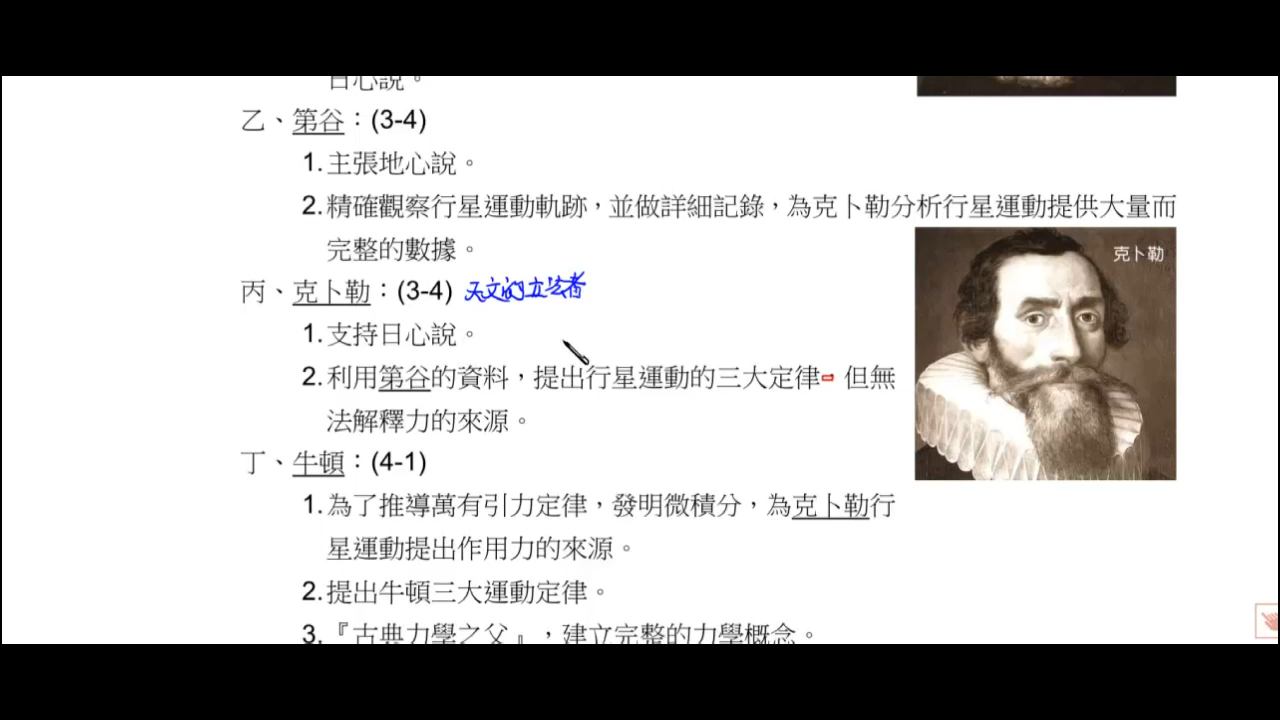 日心說。
乙、第谷：(3-4)
1. 主張地心說。
2. 精確觀察行星運動軌跡，並做詳細記錄，為克卜勒分析行星運動提供大量而
完整的數據。
克卜勒
丙、克卜勒：(3-4) 天文的立法者
1. 支持日心說。
2. 利用第谷的資料，提出行星運動的三大定律 但無
法解釋力的來源。
丁、牛頓：(4-1)
1. 為了推導萬有引力定律，發明微積分，為克卜勒行
星運動提出作用力的來源。
2. 提出牛頓三大運動定律。
3.『古典力學之父』，建立完整的力學概念。